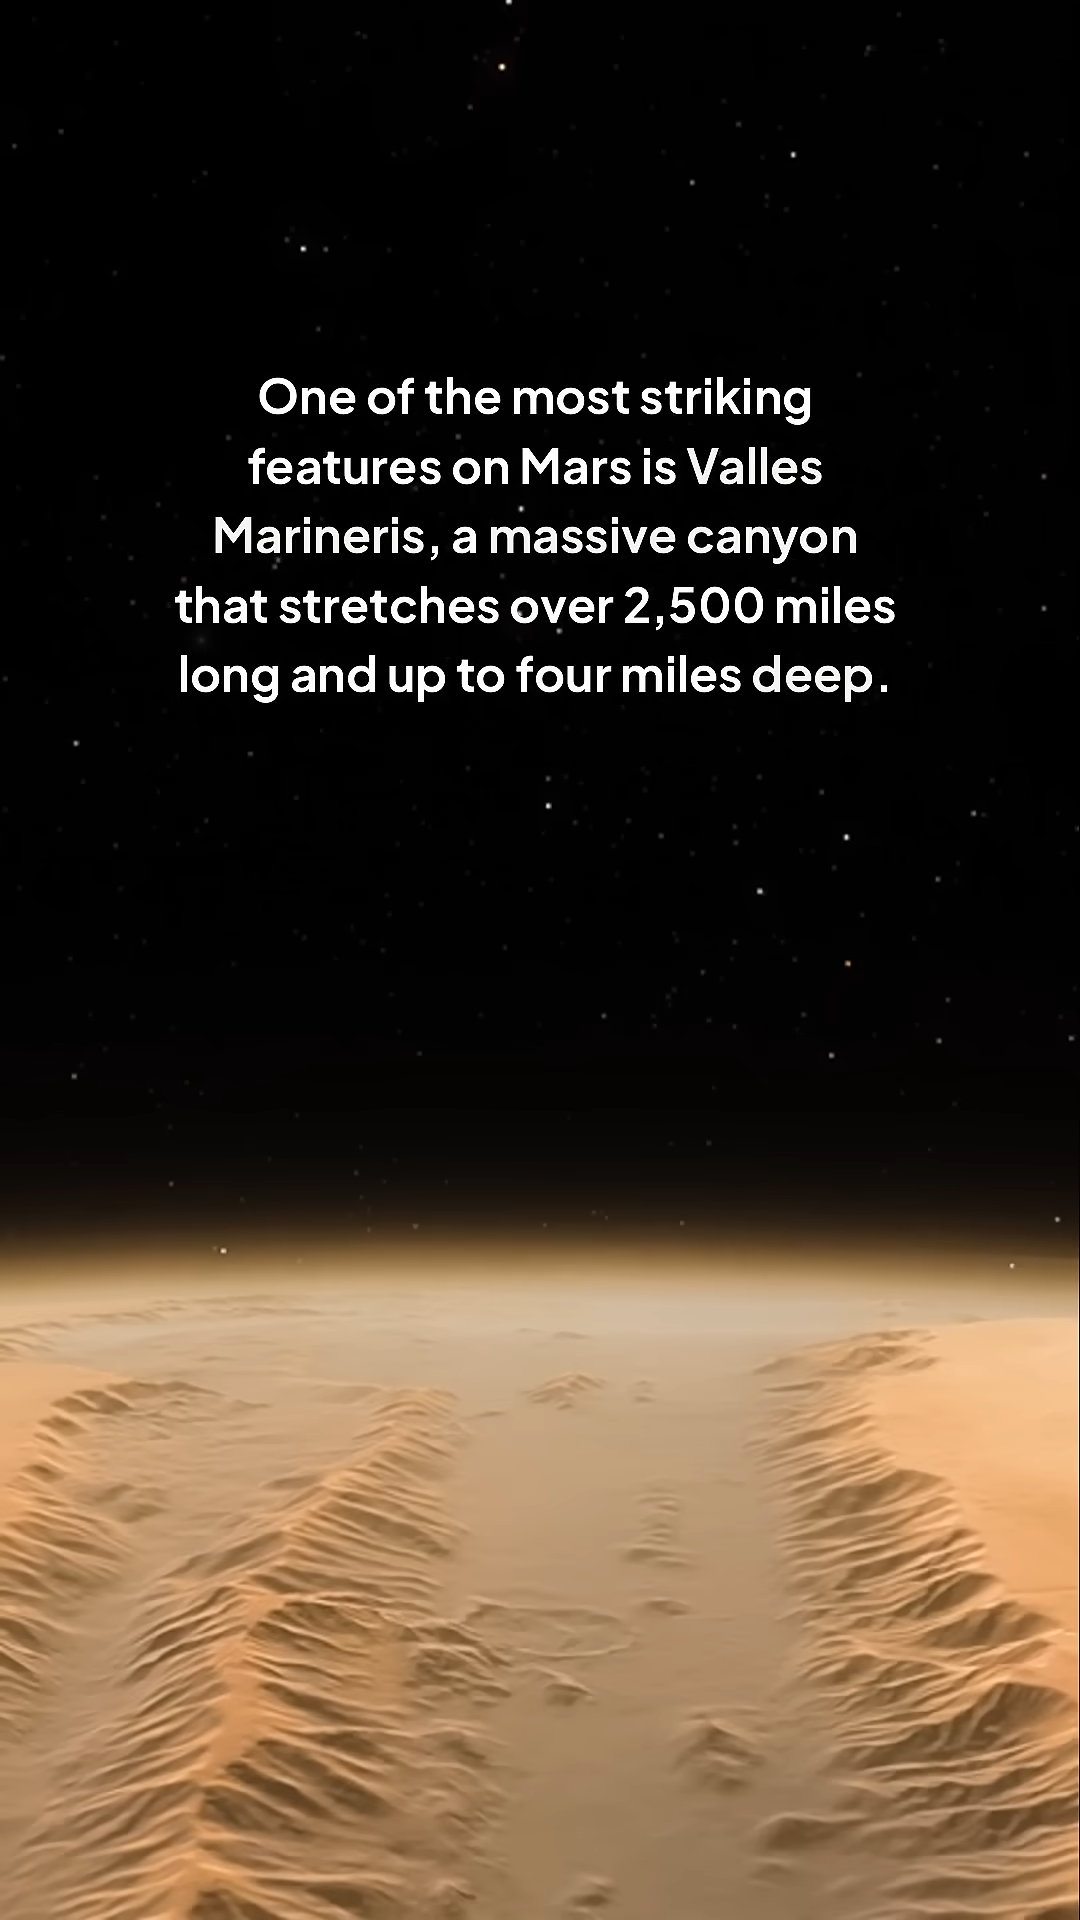 One of the most striking
features on Mars is Valles
Marineris, a massive canyon
that stretches over 2,500 miles
long and up to four miles deep.